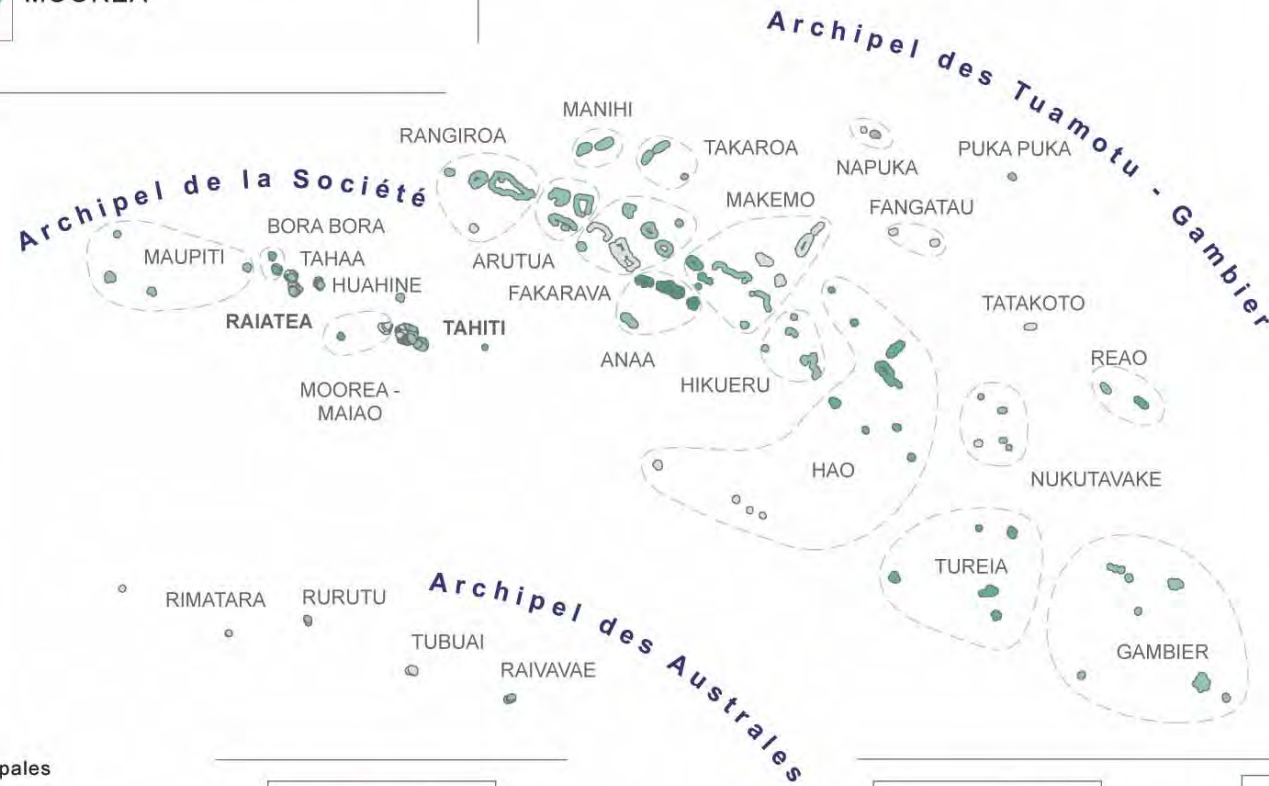 MOOREA
Archipel des Tuamotu - Gambier
MANIHI
RANGIROA
TAKAROA
NAPUKA
PUKA PUKA
Archipel de la Société
MAKEMO
FANGATAU
BORA BORA
MAUPITI
TAHAA
ARUTUA
HUAHINE
FAKARAVA
TATAKOTO
RAIATEA
TAHITI
ANAA
REAO
HIKUERU
MOOREA -
MAIAO
HAO
NUKUTAVAKE
TUREIA
Archipel des Australes
RIMATARA
RURUTU
TUBUAI
GAMBIER
RAIVAVAE
pales